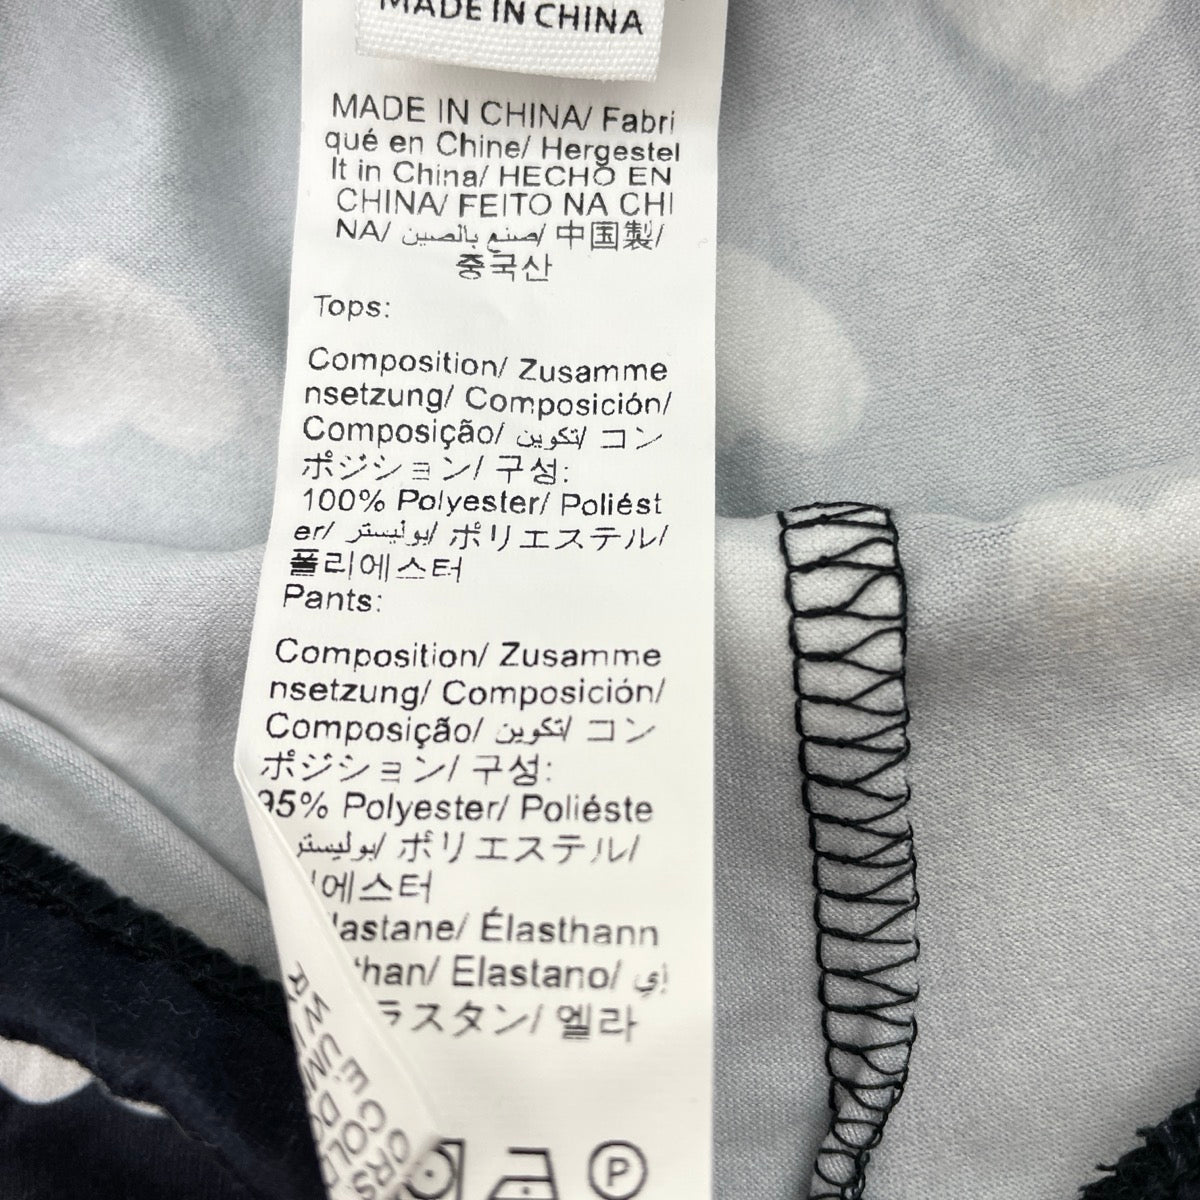 MADE IN CHINA
MADE IN CHINA/ Fabri
qué en Chine/ Hergestel
lt in China/ HECHO EN
CHINA/ FEITO NA CHI
NA/ صنع بالصين/ 中国製/
중국산
Tops:
Composition/ Zusamme
nsetzung/ Composición/
Composição/ تكوين/ コン
ポジション/ 구성:
100% Polyester/ Poliést
er/ بوليستر/ ポリエステル/
폴리에스터
Pants:
Composition/ Zusamme
nsetzung/ Composición/
Composição/ تكوين/ コン
ポジション/ 구성:
95% Polyester/ Poliéste
بوليستر/ ポリエステル/
에스터
lastane/ Élasthann
than/ Elastano/
ラスタン/ 엘라
P